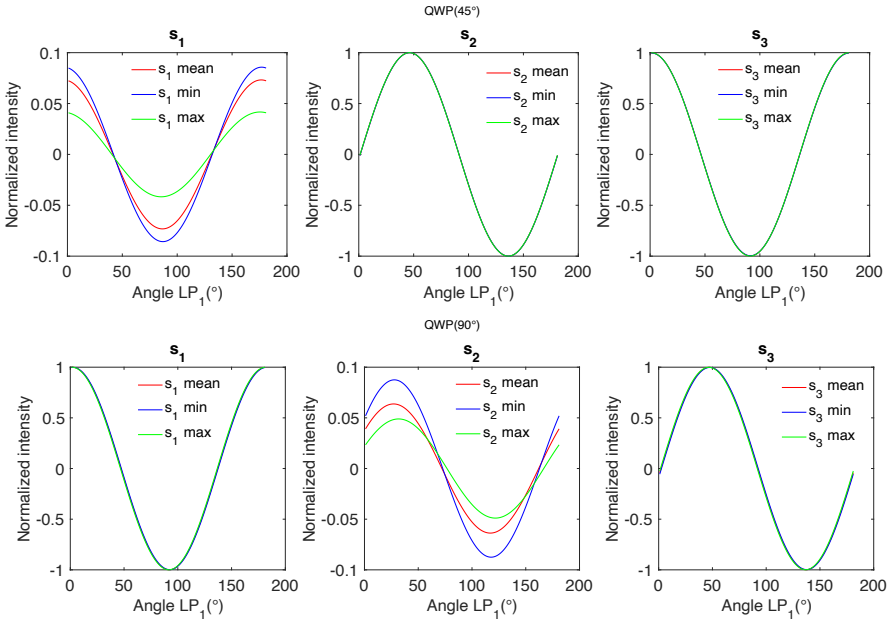 QWP(45°)
s1 s2 s3
Normalized intensity
0.1
0.05
0
-0.05
-0.1
s1 mean
s1 min
s1 max
0 50 100 150 200
Angle LP1(°)
Normalized intensity
1
0.5
0
-0.5
-1
s2 mean
s2 min
s2 max
0 50 100 150 200
Angle LP1(°)
Normalized intensity
1
0.5
0
-0.5
-1
s3 mean
s3 min
s3 max
0 50 100 150 200
Angle LP1(°)
QWP(90°)
s1 s2 s3
Normalized intensity
1
0.5
0
-0.5
-1
s1 mean
s1 min
s1 max
0 50 100 150 200
Angle LP1(°)
Normalized intensity
0.1
0.05
0
-0.05
-0.1
s2 mean
s2 min
s2 max
0 50 100 150 200
Angle LP1(°)
Normalized intensity
1
0.5
0
-0.5
-1
s3 mean
s3 min
s3 max
0 50 100 150 200
Angle LP1(°)